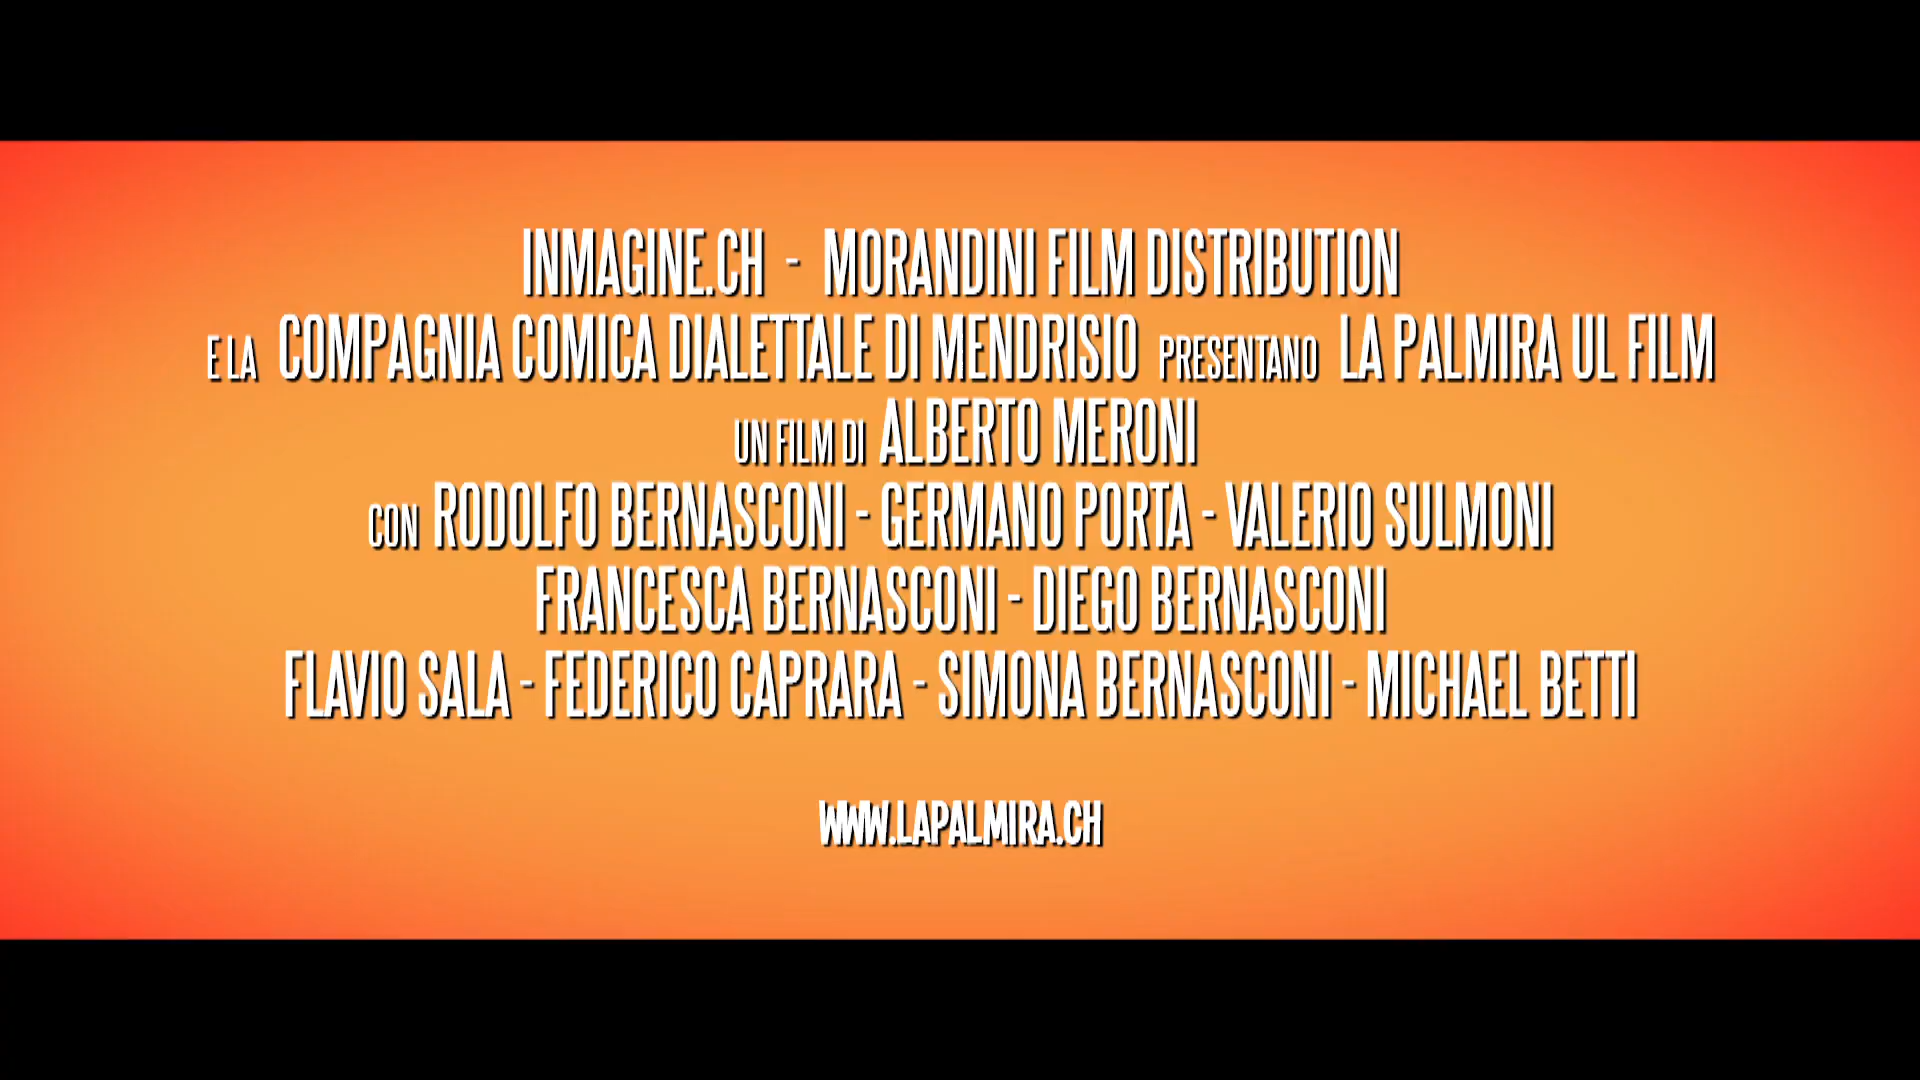 INMAGINE.CH - MORANDINI FILM DISTRIBUTION
E LA COMPAGNIA COMICA DIALETTALE DI MENDRISIO PRESENTANO LA PALMIRA UL FILM
UN FILM DI ALBERTO MERONI
CON RODOLFO BERNASCONI - GERMANO PORTA - VALERIO SULMONI
FRANCESCA BERNASCONI - DIEGO BERNASCONI
FLAVIO SALA - FEDERICO CAPRARA - SIMONA BERNASCONI - MICHAEL BETTI
WWW.LAPALMIRA.CH